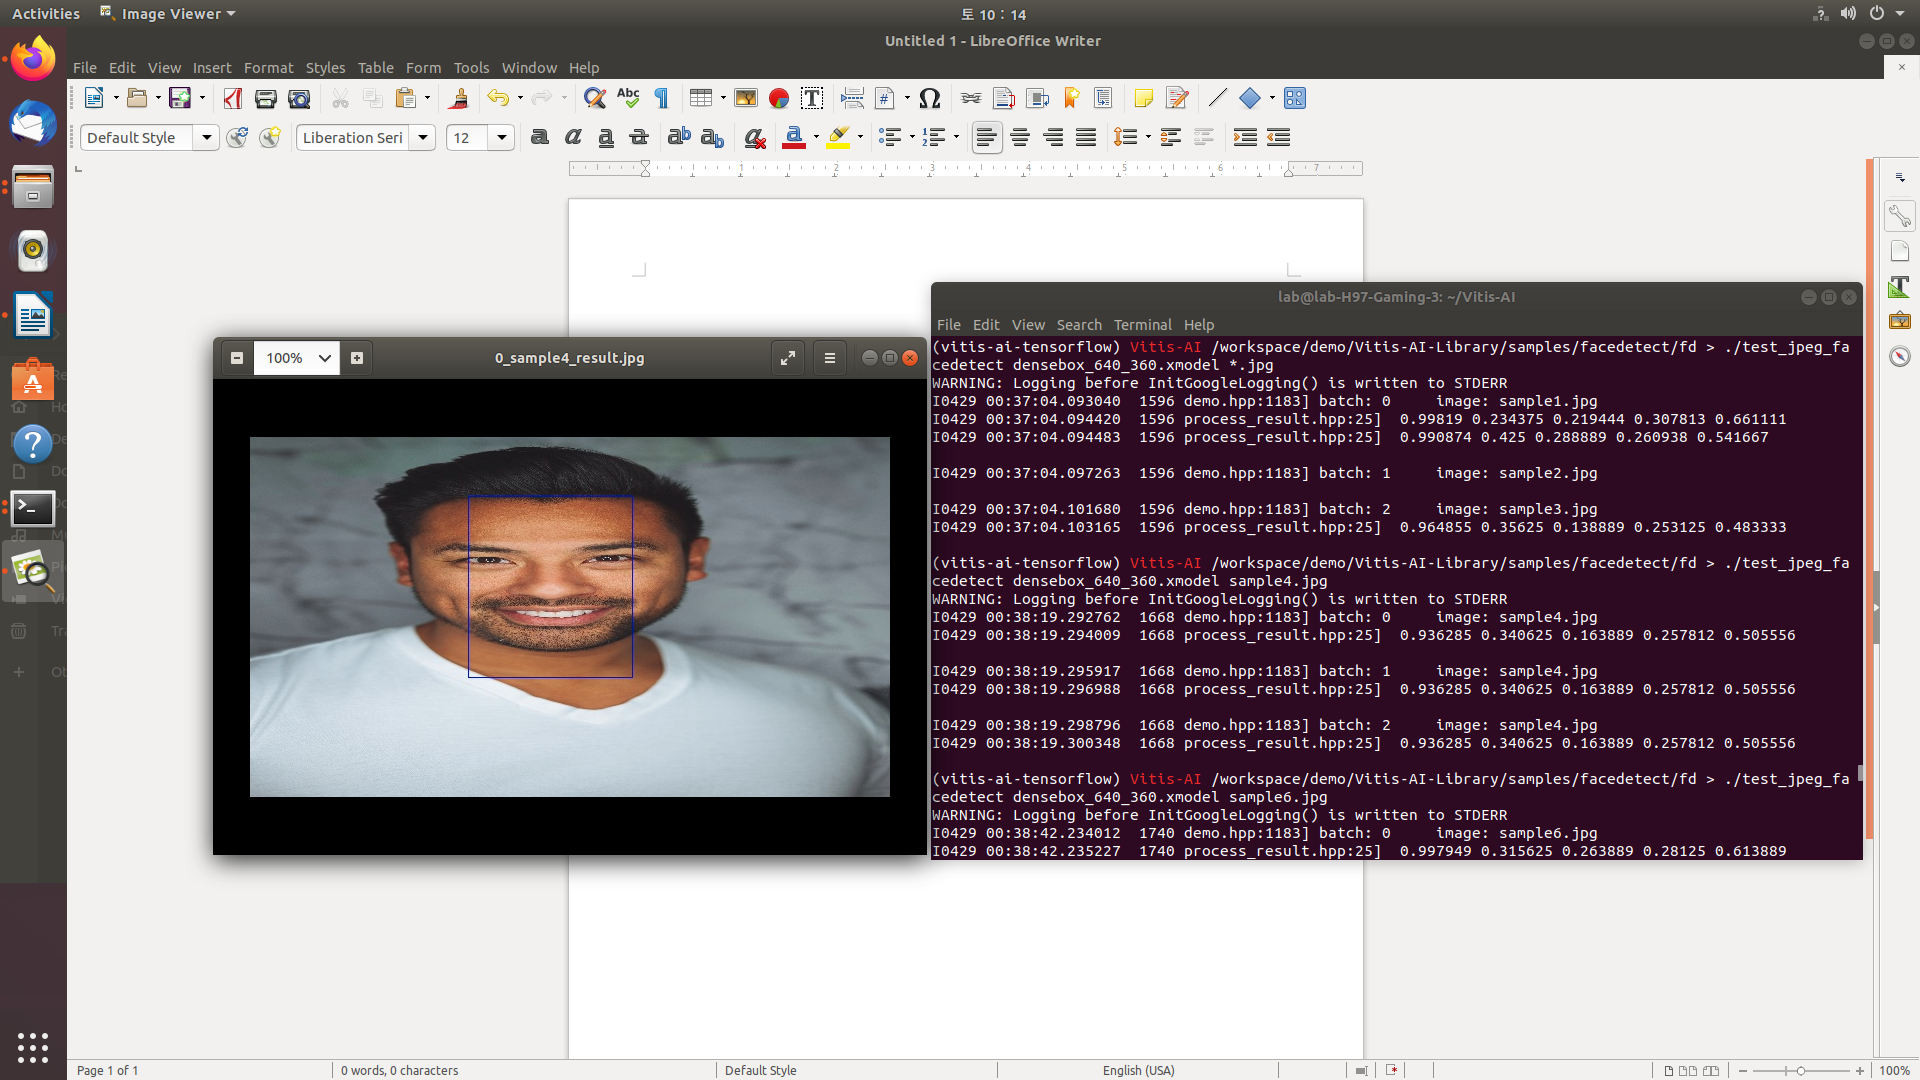 Activities Image Viewer 토 10 : 14
Untitled 1 - LibreOffice Writer
File Edit View Insert Format Styles Table Form Tools Window Help
Default Style Liberation Seri 12
1 2 3 4 5 6 7
lab@lab-H97-Gaming-3: ~/Vitis-AI
File Edit View Search Terminal Help
100% 0_sample4_result.jpg
(vitis-ai-tensorflow) Vitis-AI /workspace/demo/Vitis-AI-Library/samples/facedetect/fd > ./test_jpeg_fa
cedetect densebox_640_360.xmodel *.jpg
WARNING: Logging before InitGoogleLogging() is written to STDERR
I0429 00:37:04.093040 1596 demo.hpp:1183] batch: 0 image: sample1.jpg
I0429 00:37:04.094420 1596 process_result.hpp:25] 0.99819 0.234375 0.219444 0.307813 0.661111
I0429 00:37:04.094483 1596 process_result.hpp:25] 0.990874 0.425 0.288889 0.260938 0.541667
I0429 00:37:04.097263 1596 demo.hpp:1183] batch: 1 image: sample2.jpg
I0429 00:37:04.101680 1596 demo.hpp:1183] batch: 2 image: sample3.jpg
I0429 00:37:04.103165 1596 process_result.hpp:25] 0.964855 0.35625 0.138889 0.253125 0.483333
(vitis-ai-tensorflow) Vitis-AI /workspace/demo/Vitis-AI-Library/samples/facedetect/fd > ./test_jpeg_fa
cedetect densebox_640_360.xmodel sample4.jpg
WARNING: Logging before InitGoogleLogging() is written to STDERR
I0429 00:38:19.292762 1668 demo.hpp:1183] batch: 0 image: sample4.jpg
I0429 00:38:19.294009 1668 process_result.hpp:25] 0.936285 0.340625 0.163889 0.257812 0.505556
I0429 00:38:19.295917 1668 demo.hpp:1183] batch: 1 image: sample4.jpg
I0429 00:38:19.296988 1668 process_result.hpp:25] 0.936285 0.340625 0.163889 0.257812 0.505556
I0429 00:38:19.298796 1668 demo.hpp:1183] batch: 2 image: sample4.jpg
I0429 00:38:19.300348 1668 process_result.hpp:25] 0.936285 0.340625 0.163889 0.257812 0.505556
(vitis-ai-tensorflow) Vitis-AI /workspace/demo/Vitis-AI-Library/samples/facedetect/fd > ./test_jpeg_fa
cedetect densebox_640_360.xmodel sample6.jpg
WARNING: Logging before InitGoogleLogging() is written to STDERR
I0429 00:38:42.234012 1740 demo.hpp:1183] batch: 0 image: sample6.jpg
I0429 00:38:42.235227 1740 process_result.hpp:25] 0.997949 0.315625 0.263889 0.28125 0.613889
Page 1 of 1 0 words, 0 characters Default Style English (USA) 100%